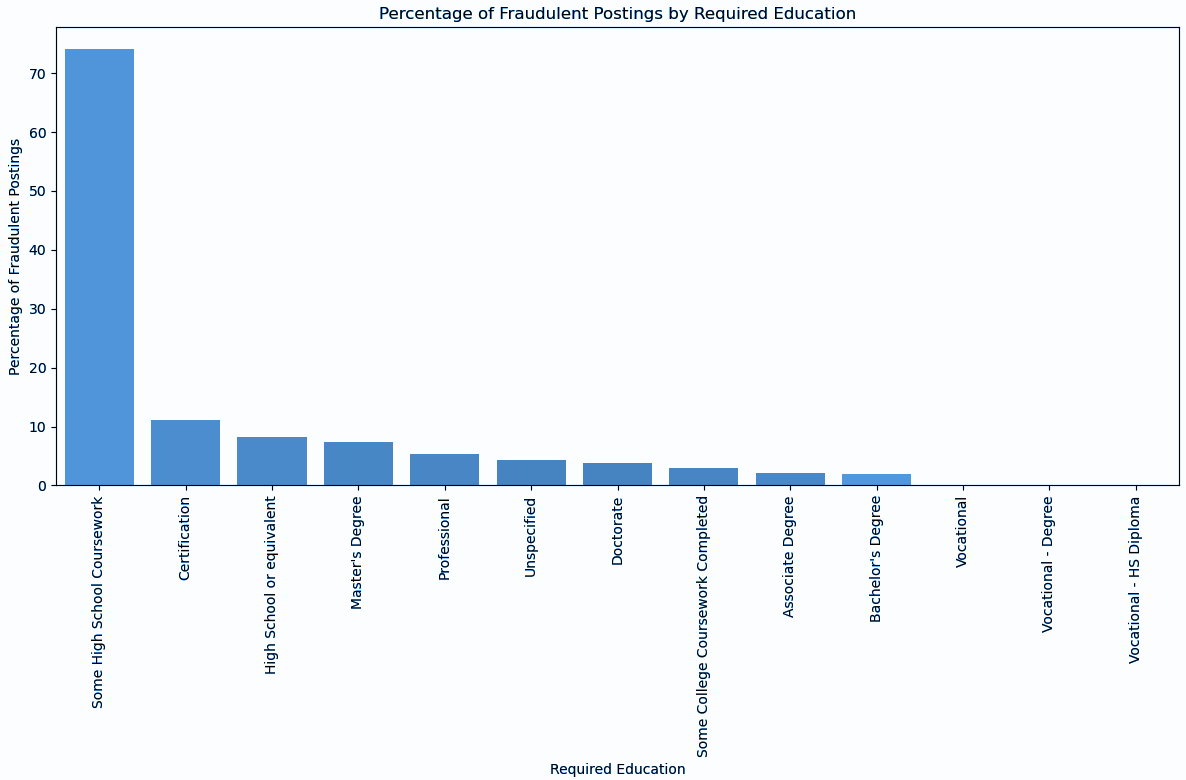 Percentage of Fraudulent Postings by Required Education
Percentage of Fraudulent Postings
70
60
50
40
30
20
10
0
Some High School Coursework
Certification
High School or equivalent
Master's Degree
Professional
Unspecified
Doctorate
Some College Coursework Completed
Associate Degree
Bachelor's Degree
Vocational
Vocational - Degree
Vocational - HS Diploma
Required Education